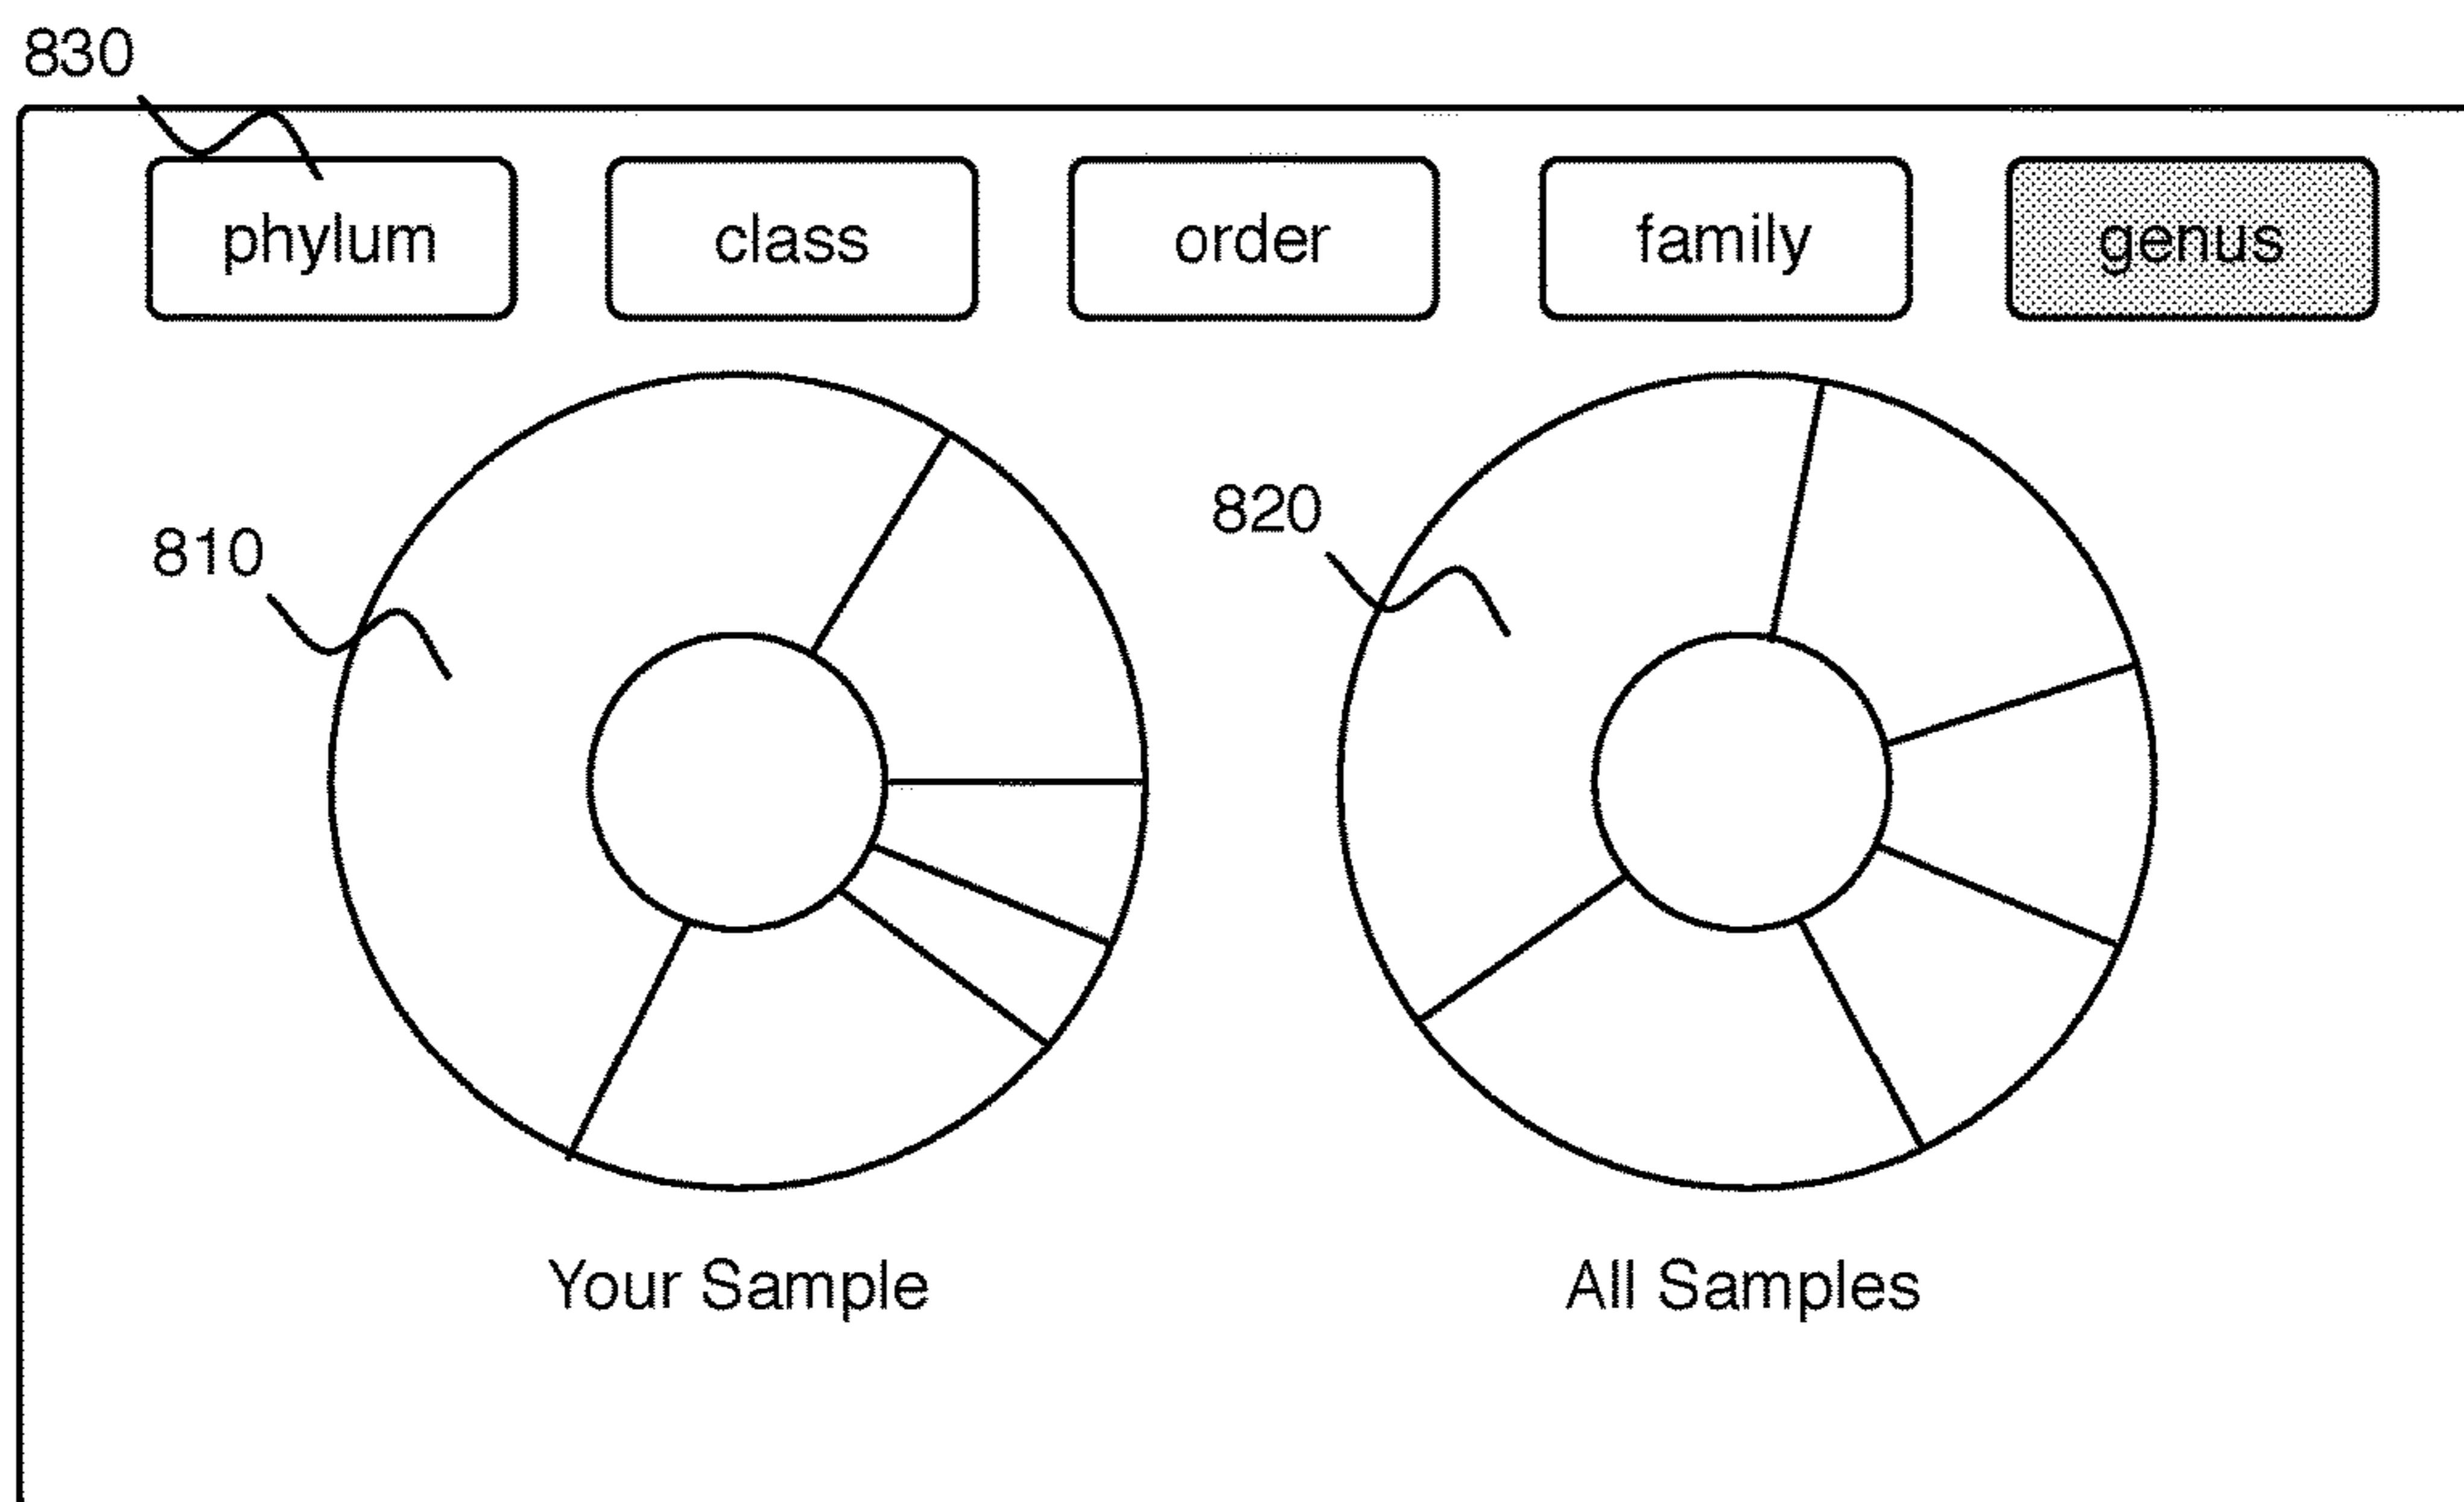 830
phylum class order family genus
810
820
Your Sample
All Samples